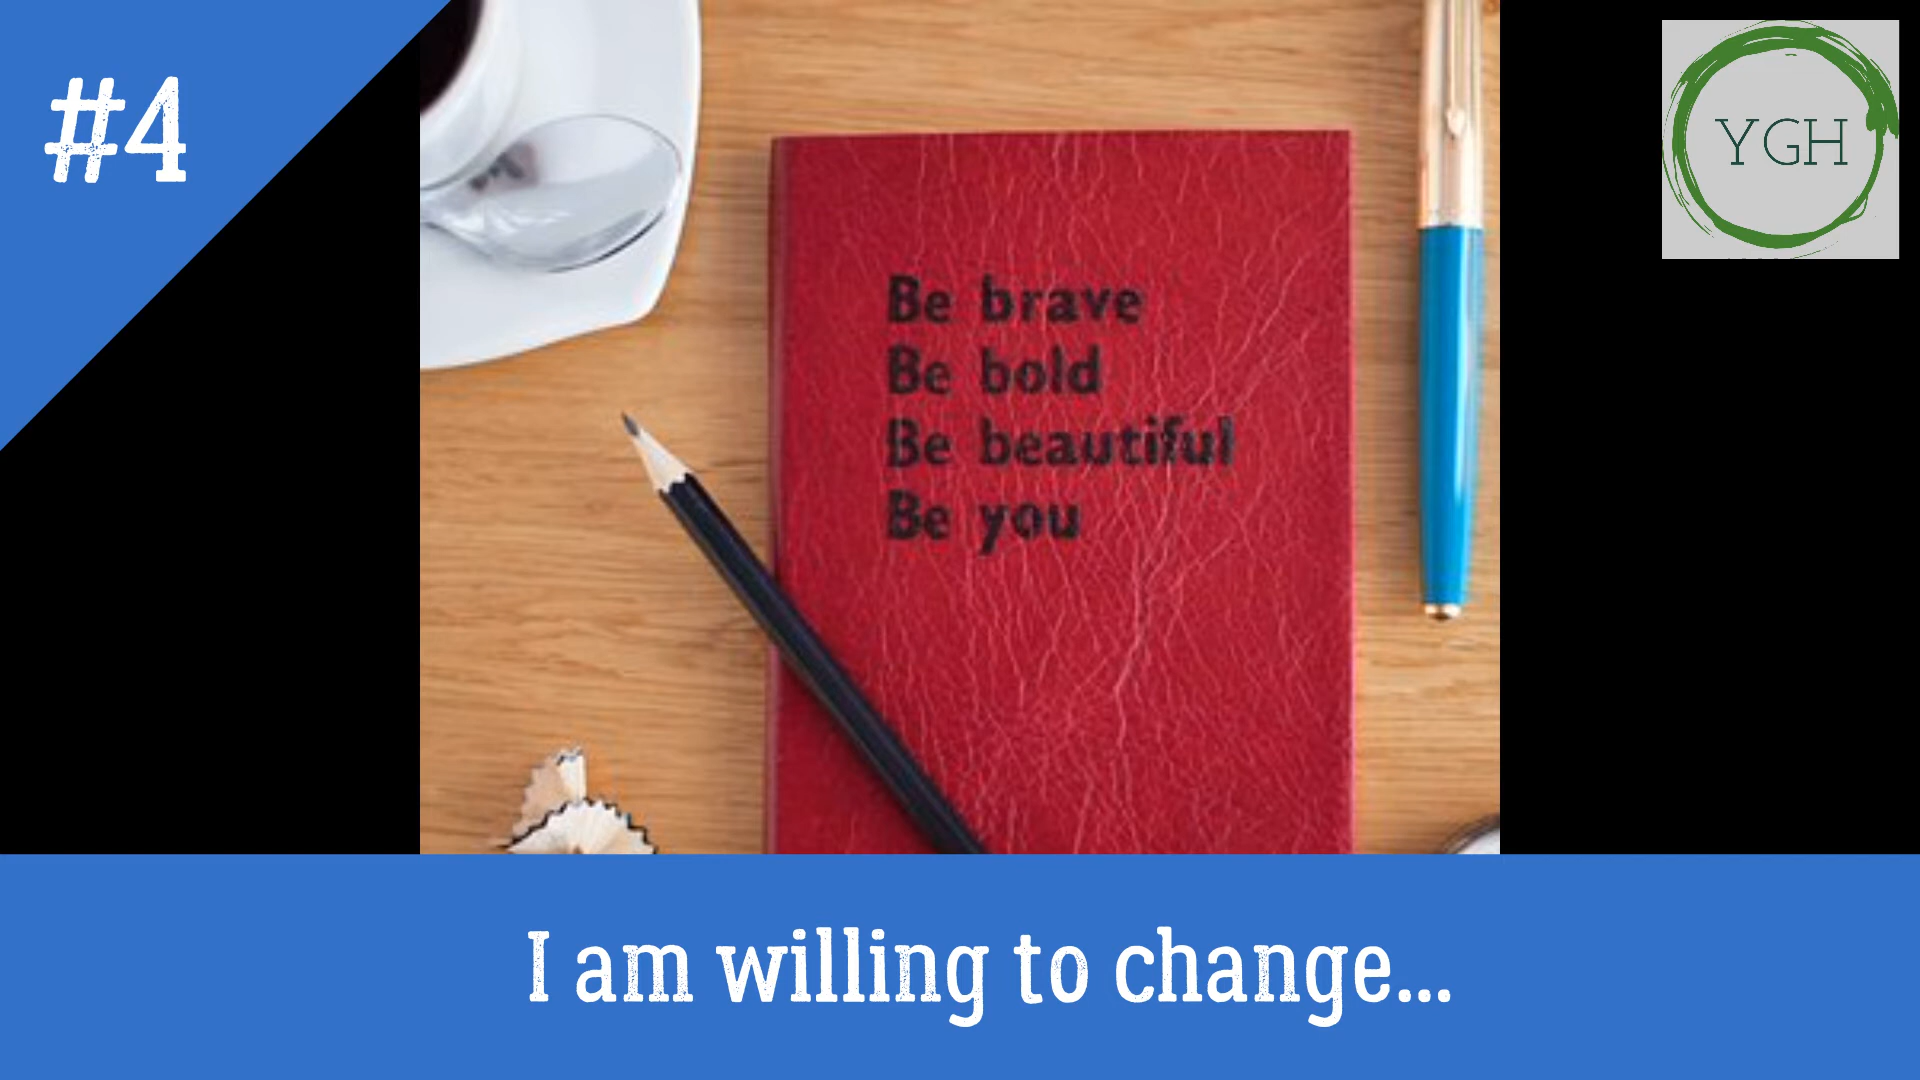 #4
YGH
Be brave
Be bold
Be beautiful
Be you
I am willing to change...